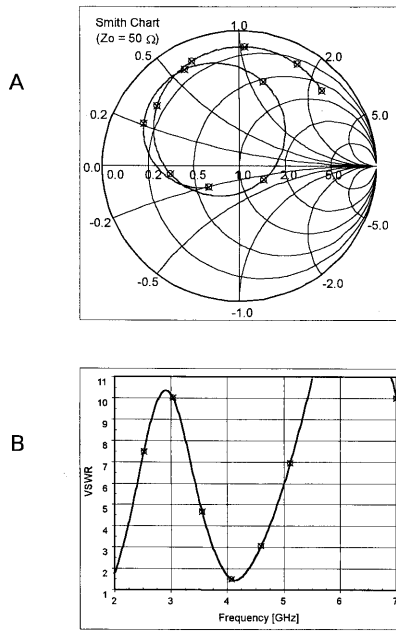 Smith Chart
(Zo = 50 Ω)
1.0
0.5
2.0
A
0.2
5.0
0.0
0.0 0.2 0.5 1.0 2.0 5.0
-0.2
-5.0
-0.5
-2.0
-1.0
B
VSWR
11
10
9
8
7
6
5
4
3
2
1
2 3 4 5 6 7
Frequency [GHz]